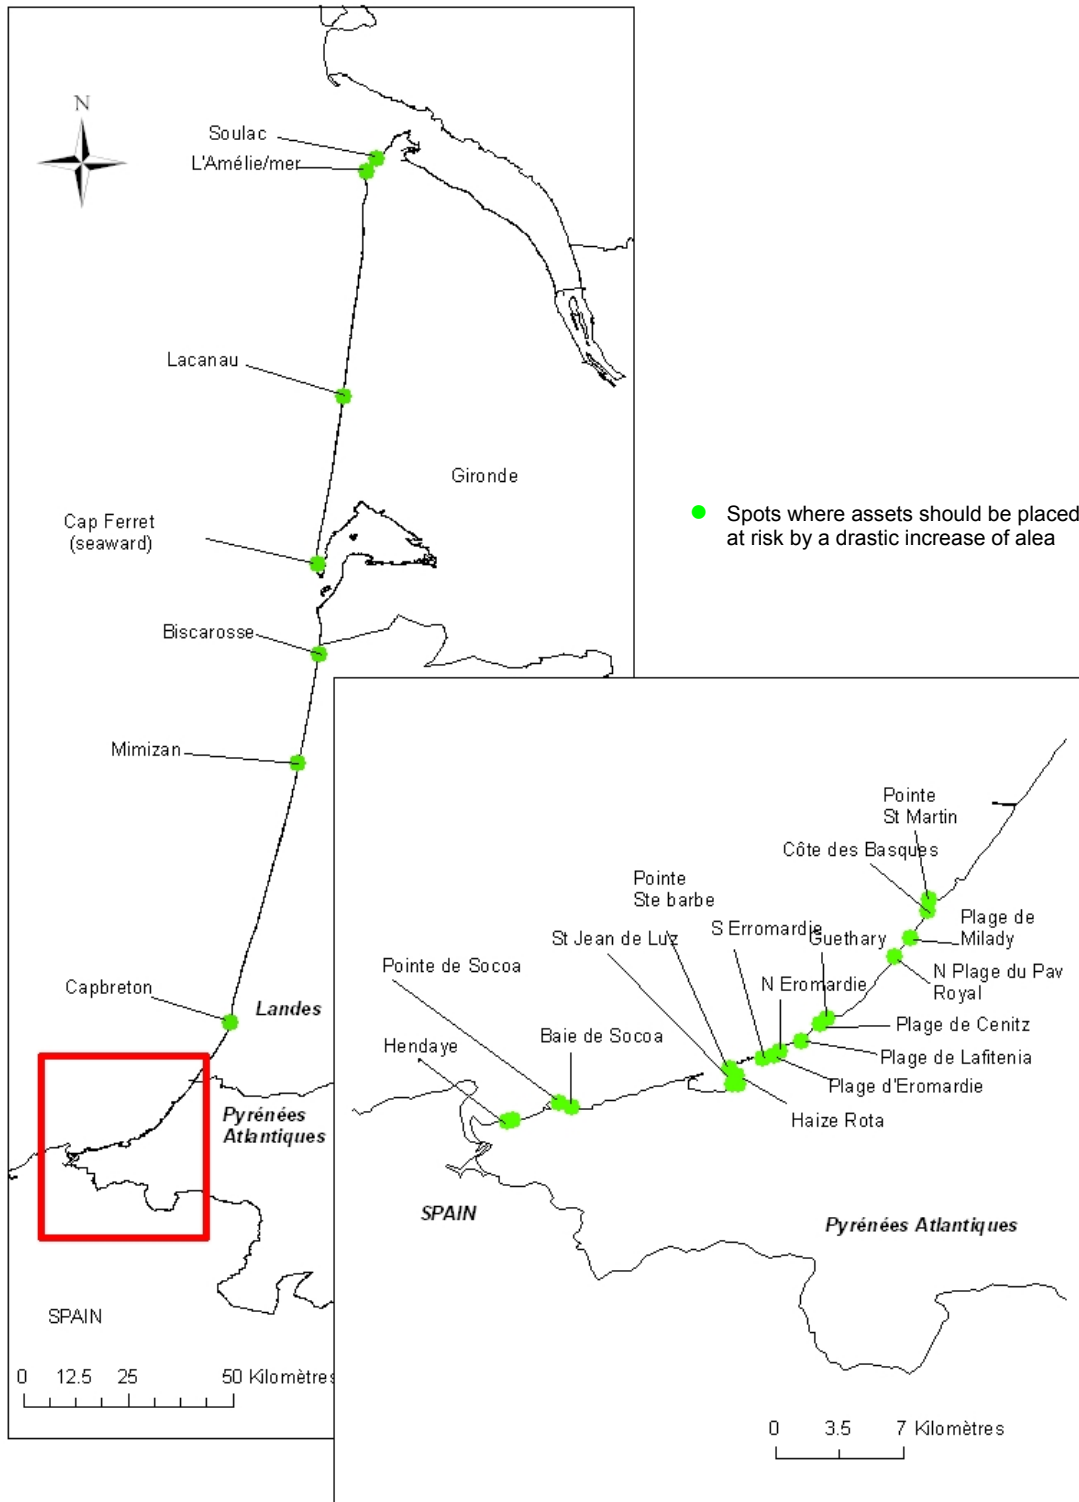 N
Soulac
L'Amélie/mer
Lacanau
Gironde
Cap Ferret
(seaward)
Spots where assets should be placed
at risk by a drastic increase of alea
Biscarosse
Mimizan
Capbreton
Landes
Pyrénées
Atlantiques
SPAIN
0 12.5 25 50 Kilomètres
Pointe
St Martin
Côte des Basques
Pointe
Ste barbe
Plage de
Milady
S Erromardie
Guethary
St Jean de Luz
Pointe de Socoa
N Eromardie
N Plage du Pav
Royal
Plage de Cenitz
Baie de Socoa
Hendaye
Plage de Lafitenia
Plage d'Eromardie
Haize Rota
SPAIN
Pyrénées Atlantiques
0 3.5 7 Kilomètres